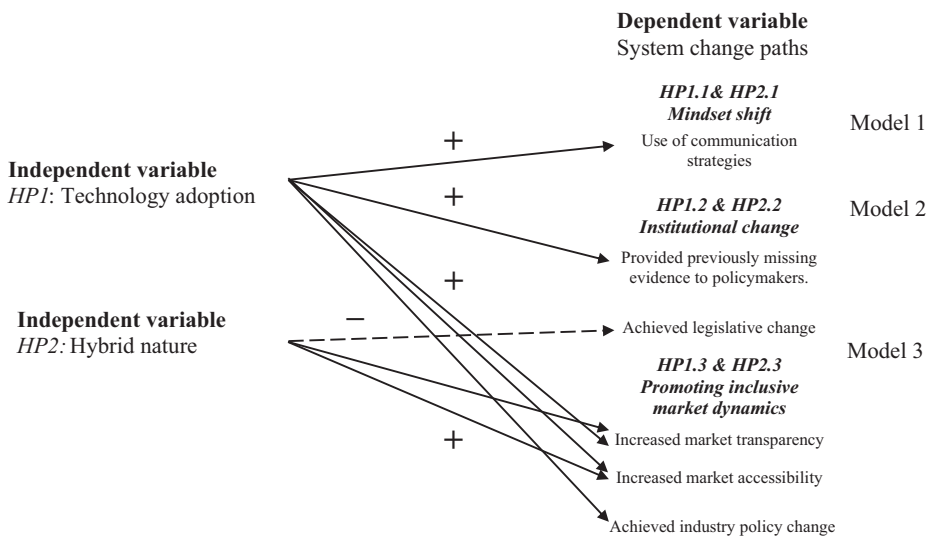 Dependent variable
System change paths
HP1.1& HP2.1
Mindset shift
Model 1
+
Use of communication
strategies
Independent variable
HP1: Technology adoption
+
HP1.2 & HP2.2
Institutional change
Model 2
Provided previously missing
evidence to policymakers.
+
Independent variable
HP2: Hybrid nature
–
Achieved legislative change
Model 3
HP1.3 & HP2.3
Promoting inclusive
market dynamics
+
Increased market transparency
Increased market accessibility
Achieved industry policy change